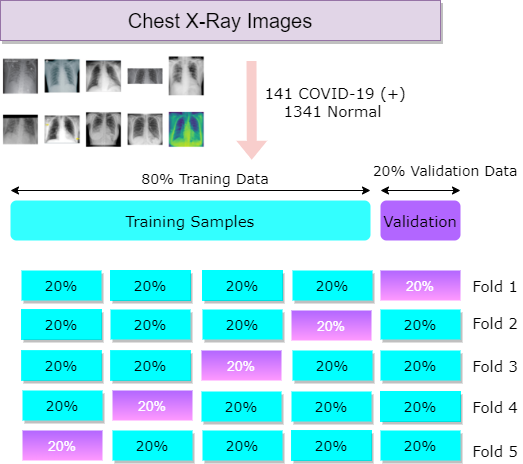 Chest X-Ray Images
141 COVID-19 (+)
1341 Normal
80% Traning Data
20% Validation Data
Training Samples
Validation
20% 20% 20% 20% 20% Fold 1
20% 20% 20% 20% 20% Fold 2
20% 20% 20% 20% 20% Fold 3
20% 20% 20% 20% 20% Fold 4
20% 20% 20% 20% 20% Fold 5